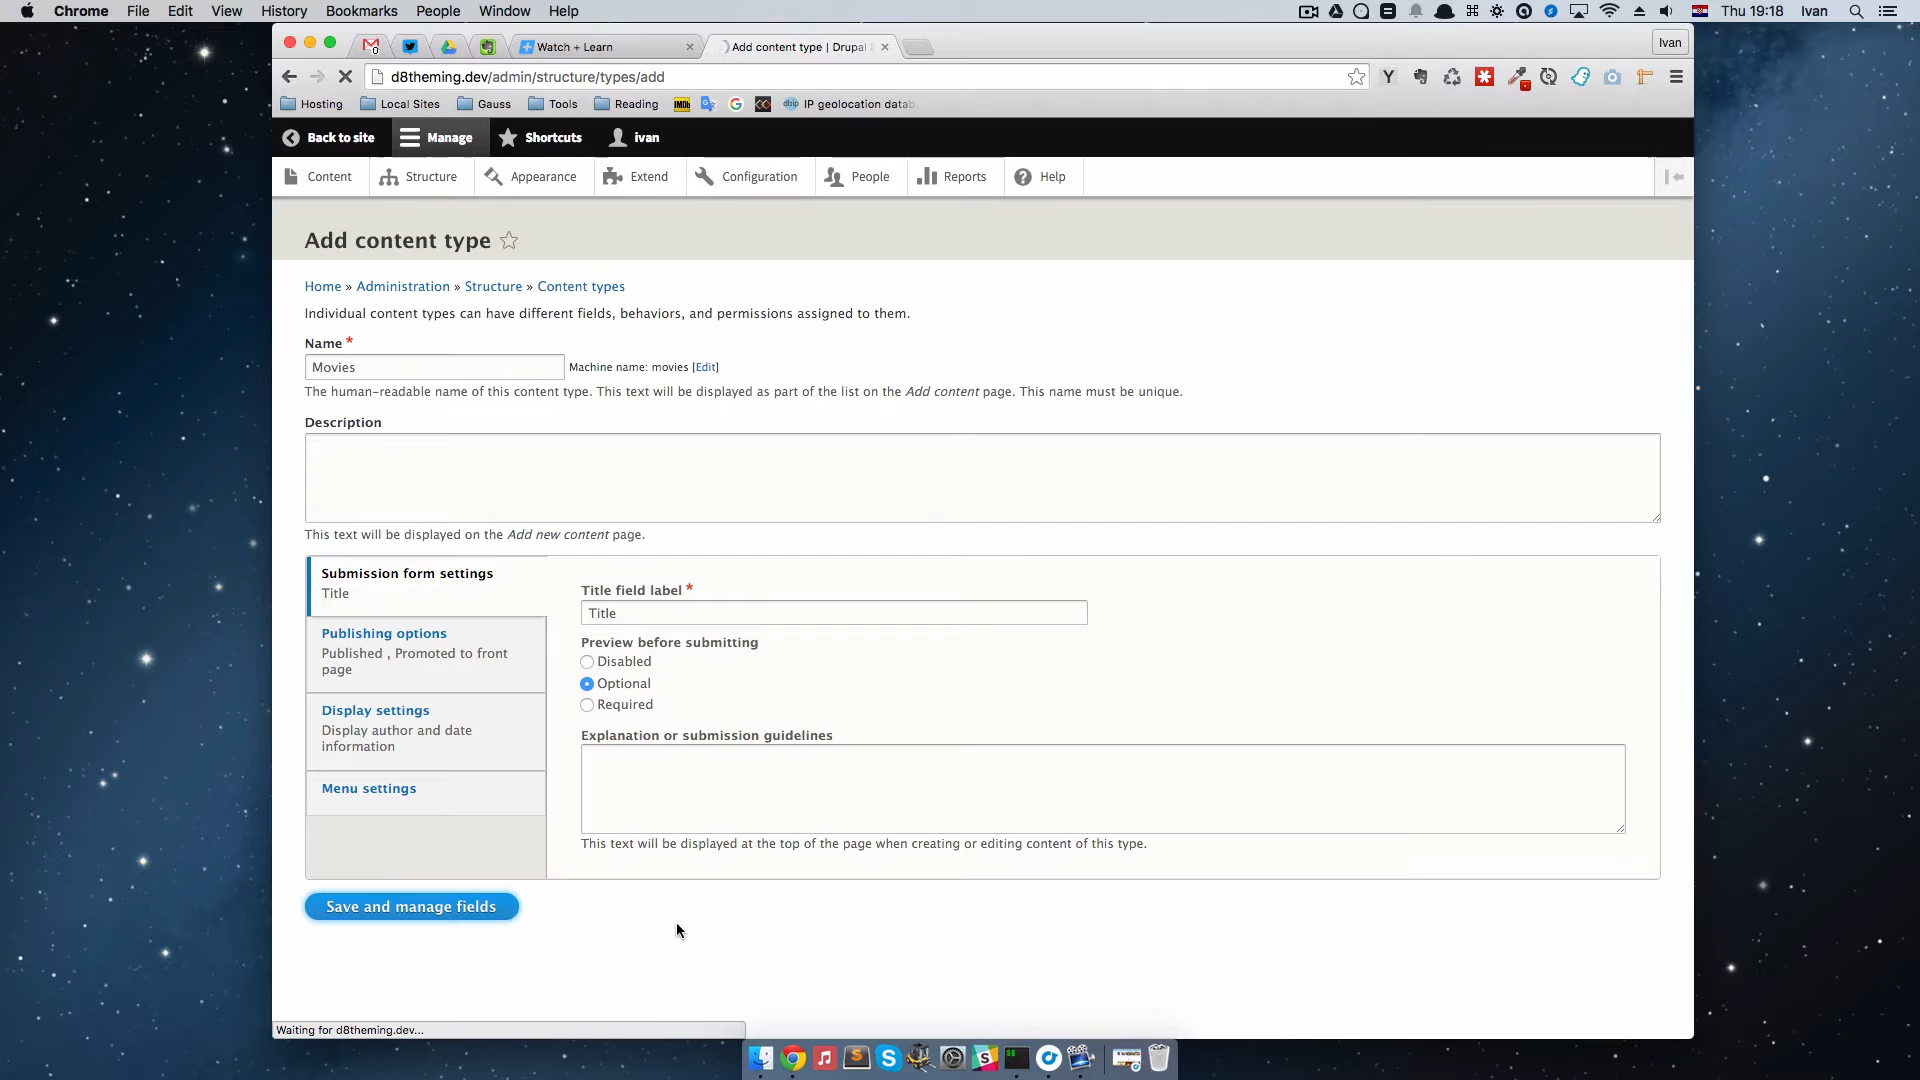 Chrome File Edit View History Bookmarks People Window Help Thu 19:18 Ivan
Watch + Learn
Add content type | Drupal
Ivan
d8theming.dev/admin/structure/types/add
Hosting Local Sites Gauss Tools Reading IMDb dbip IP geolocation datab
Back to site Manage Shortcuts ivan
Content Structure Appearance Extend Configuration People Reports Help
Add content type
Home » Administration » Structure » Content types
Individual content types can have different fields, behaviors, and permissions assigned to them.
Name *
Movies
Machine name: movies [Edit]
The human-readable name of this content type. This text will be displayed as part of the list on the Add content page. This name must be unique.
Description
This text will be displayed on the Add new content page.
Submission form settings
Title
Publishing options
Published , Promoted to front
page
Display settings
Display author and date
information
Menu settings
Title field label *
Title
Preview before submitting
Disabled
Optional
Required
Explanation or submission guidelines
This text will be displayed at the top of the page when creating or editing content of this type.
Save and manage fields
Waiting for d8theming.dev...